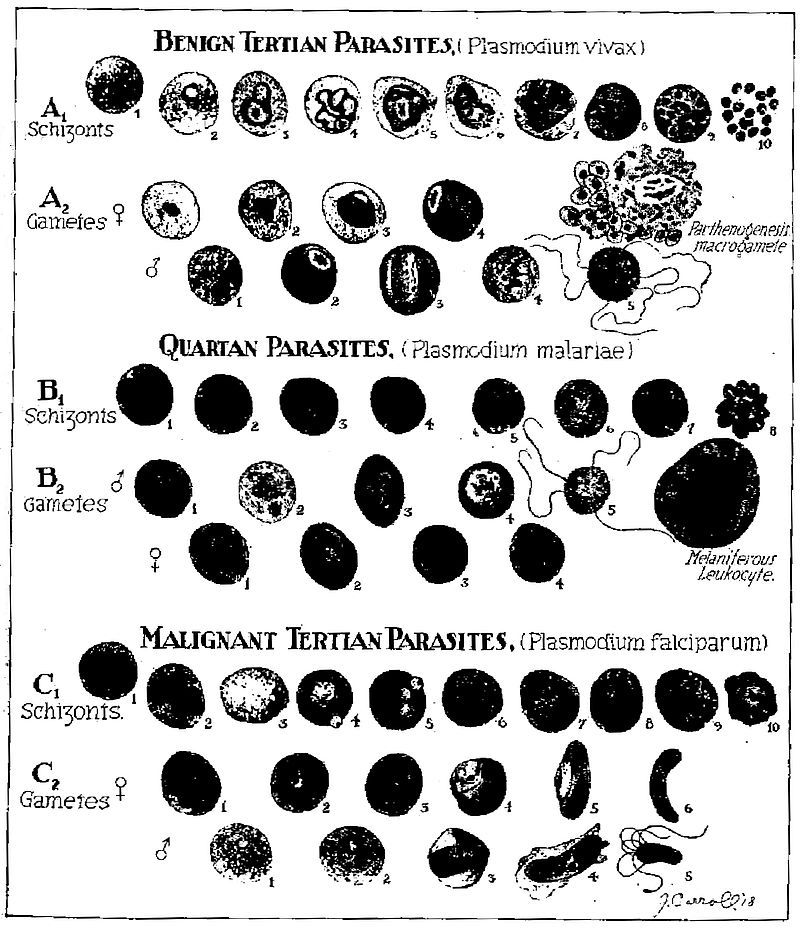 BENIGN TERTIAN PARASITES, (Plasmodium vivax)
A1 Schizonts
1 2 3 4 5 6 7 8 9 10
A2 Gametes ♀
1 2 3 4
Parthenogenesis
macrogamete
♂ 1 2 3 4 5
QUARTAN PARASITES, (Plasmodium malariae)
B1 Schizonts
1 2 3 4 5 6 7 8
B2 Gametes ♂
1 2 3 4 5
♀ 1 2 3 4
Melaniferous
Leukocyte.
MALIGNANT TERTIAN PARASITES, (Plasmodium falciparum)
C1 Schizonts.
1 2 3 4 5 6 7 8 9 10
C2 Gametes ♀
1 2 3 4 5 6
♂ 1 2 3 4 5
J. Carroll '18